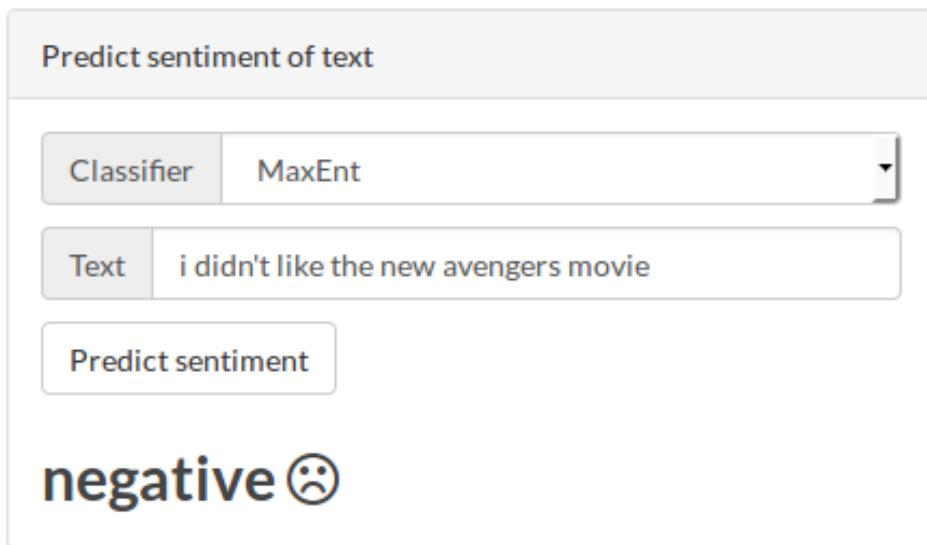 Predict sentiment of text
Classifier MaxEnt
Text i didn't like the new avengers movie
Predict sentiment
negative